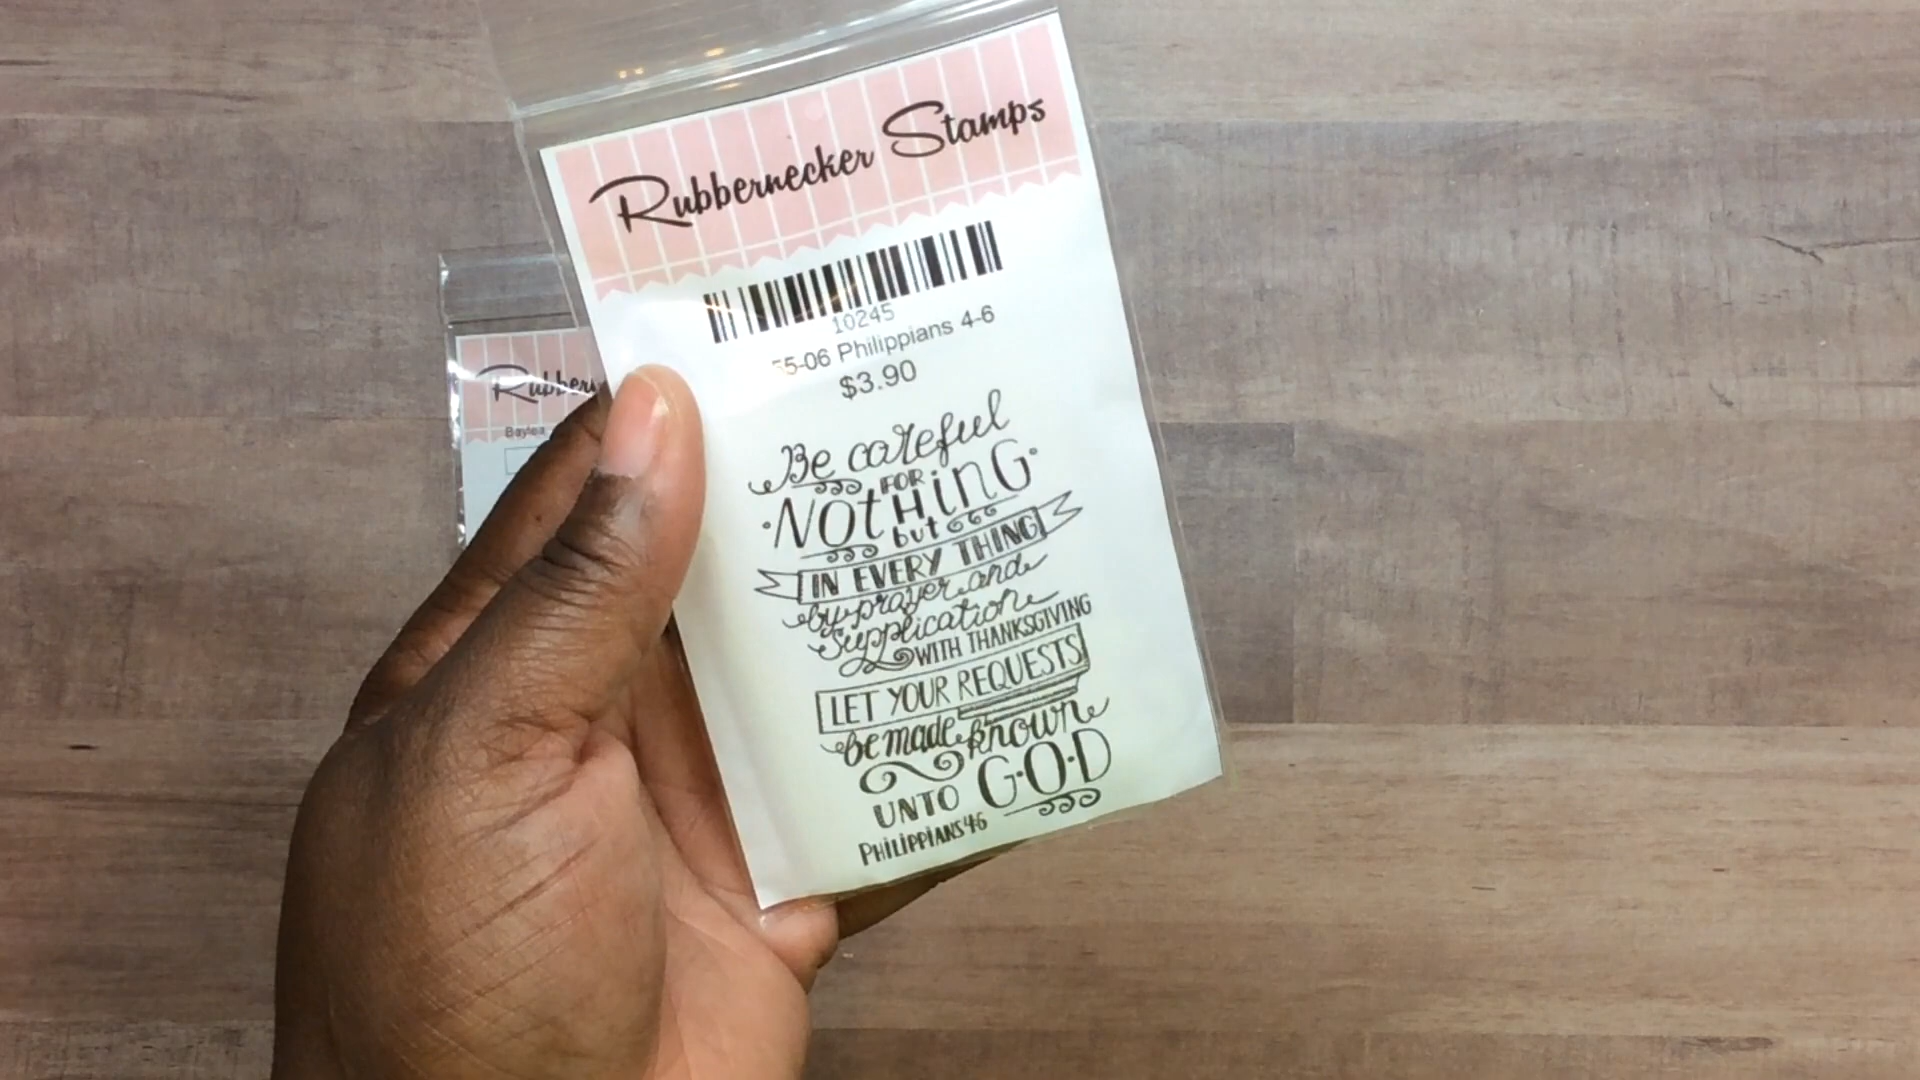 Rubbernecker Stamps
10245
55-06 Philippians 4-6
$3.90
Be careful
FOR
NOTHING
but
IN EVERY THING
by prayer and
supplication
WITH THANKSGIVING
LET YOUR REQUESTS
be made known
UNTO G·O·D
PHILIPPIANS 4:6
Baylea